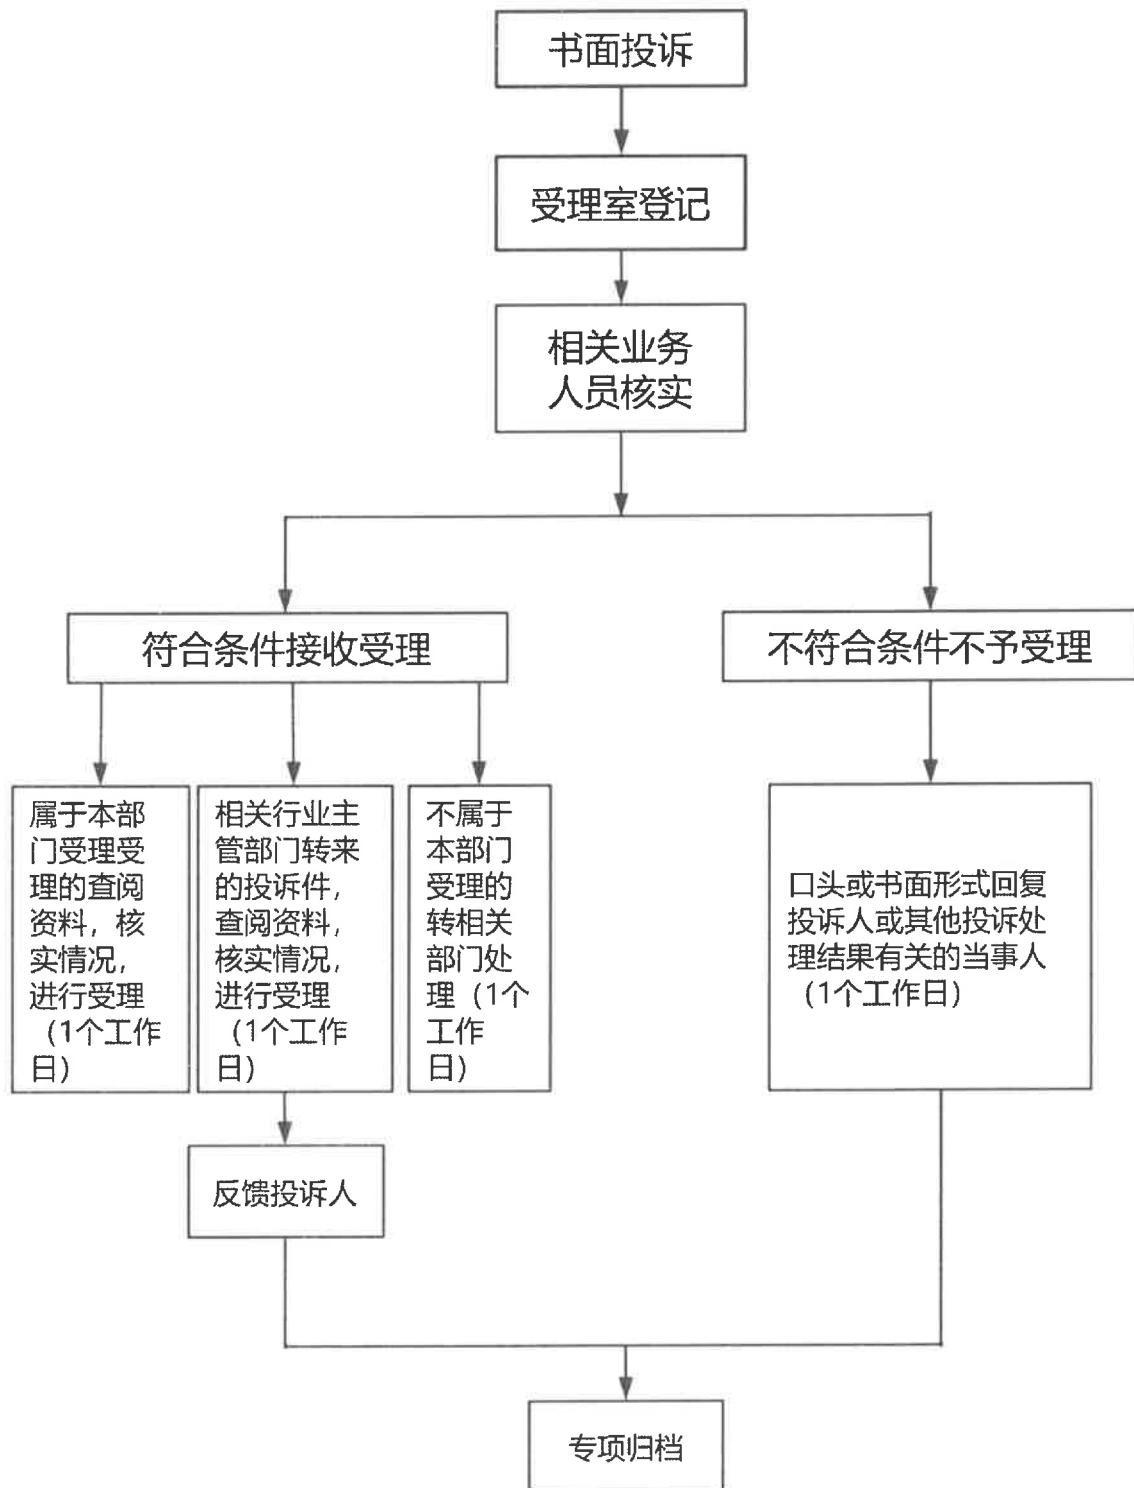 书面投诉
受理室登记
相关业务
人员核实
符合条件接收受理
不符合条件不予受理
属于本部
门受理受
理的查阅
资料，核
实情况，
进行受理
（1个工作
日）
相关行业主
管部门转来
的投诉件，
查阅资料，
核实情况，
进行受理
（1个工作
日）
不属于
本部门
受理的
转相关
部门处
理（1个
工作
日）
口头或书面形式回复
投诉人或其他投诉处
理结果有关的当事人
（1个工作日）
反馈投诉人
专项归档